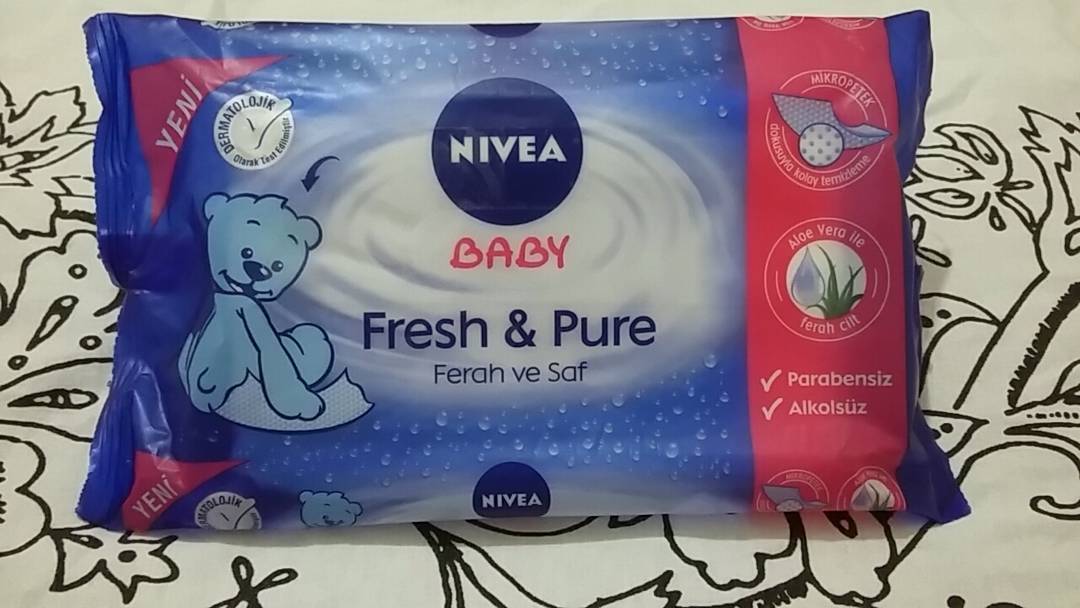 YENİ
DERMATOLOJİK
Olarak Test Edilmiştir
NIVEA
BABY
Fresh & Pure
Ferah ve Saf
MİKROPETEK
dokusuyla kolay temizleme
Aloe Vera ile
ferah cilt
✓ Parabensiz
✓ Alkolsüz
YENİ
NIVEA